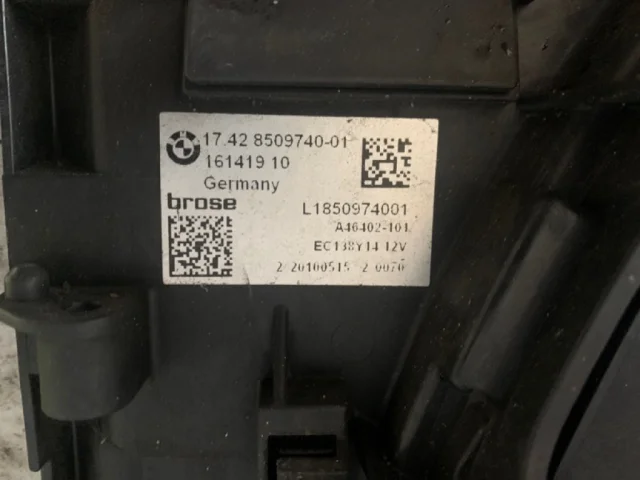 17.42 8509740-01
161419 10
Germany
brose
L1850974001
A46402-101
EC138Y14 12V
2 20100515 2 0070